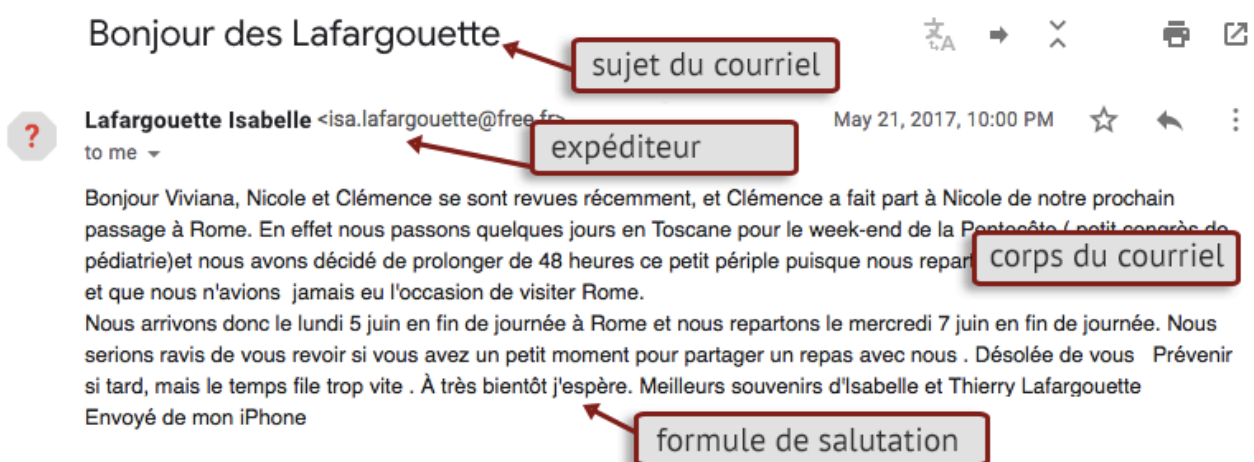 Bonjour des Lafargouette
sujet du courriel
Lafargouette Isabelle <isa.lafargouette@free.fr>
May 21, 2017, 10:00 PM
expéditeur
to me
Bonjour Viviana, Nicole et Clémence se sont revues récemment, et Clémence a fait part à Nicole de notre prochain
passage à Rome. En effet nous passons quelques jours en Toscane pour le week-end de la Pentecôte ( petit congrès de
pédiatrie)et nous avons décidé de prolonger de 48 heures ce petit périple puisque nous
corps du courriel
et que nous n'avions jamais eu l'occasion de visiter Rome.
Nous arrivons donc le lundi 5 juin en fin de journée à Rome et nous repartons le mercredi 7 juin en fin de journée. Nous
serions ravis de vous revoir si vous avez un petit moment pour partager un repas avec nous . Désolée de vous Prévenir
si tard, mais le temps file trop vite . À très bientôt j'espère. Meilleurs souvenirs d'Isabelle et Thierry Lafargouette
Envoyé de mon iPhone
formule de salutation